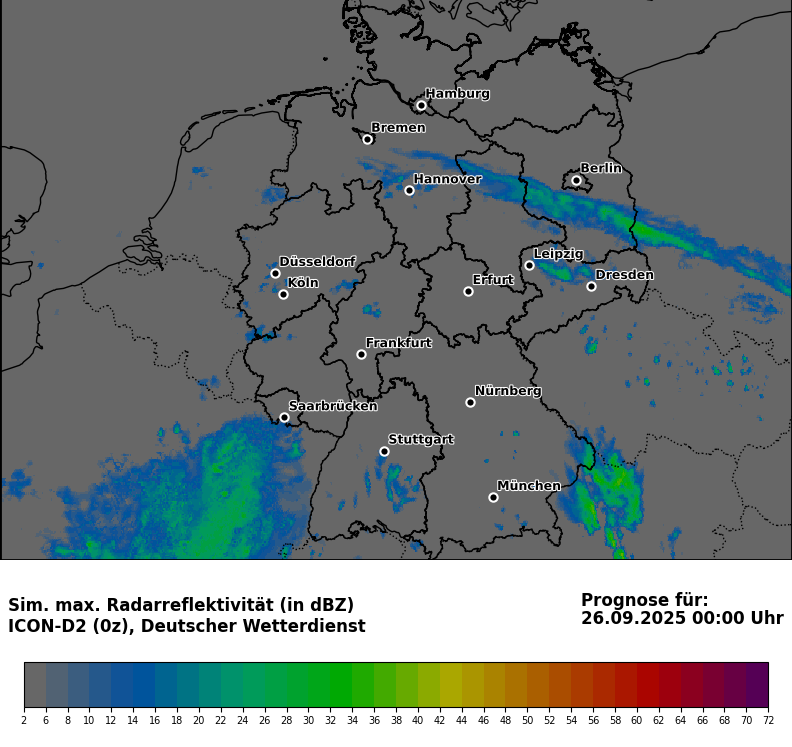 Hamburg
Bremen
Berlin
Hannover
Leipzig
Düsseldorf
Dresden
Köln
Erfurt
Frankfurt
Nürnberg
Saarbrücken
Stuttgart
München
Sim. max. Radarreflektivität (in dBZ)
ICON-D2 (0z), Deutscher Wetterdienst
Prognose für:
26.09.2025 00:00 Uhr
2 6 8 10 12 14 16 18 20 22 24 26 28 30 32 34 36 38 40 42 44 46 48 50 52 54 56 58 60 62 64 66 68 70 72